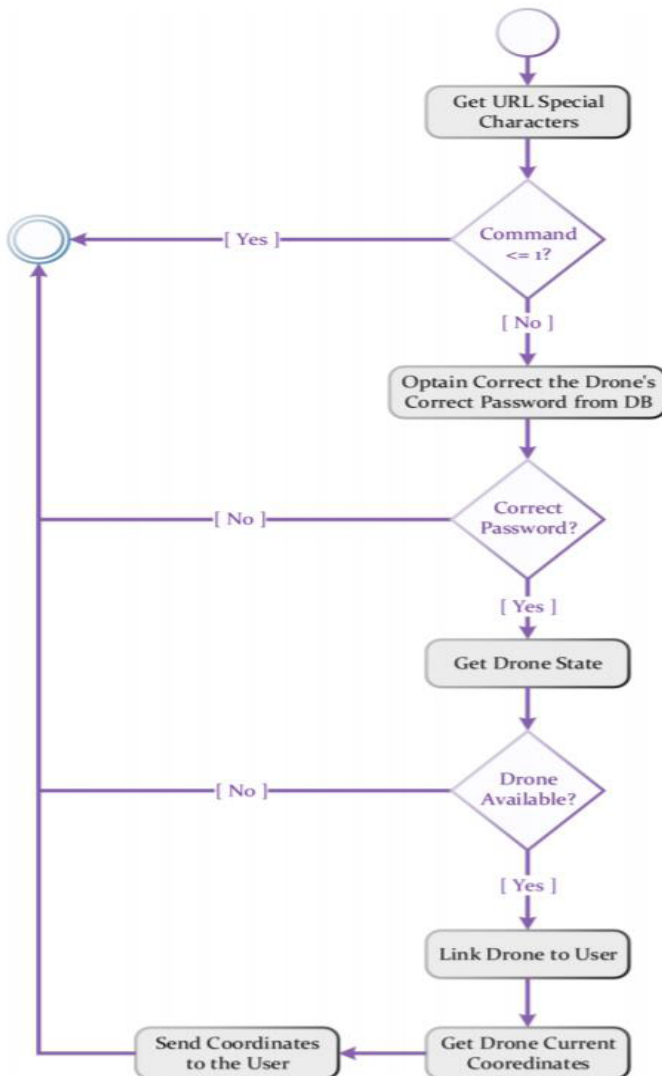 Get URL Special
Characters
Command
<= 1?
[ Yes ]
[ No ]
Optain Correct the Drone's
Correct Password from DB
Correct
Password?
[ No ]
[ Yes ]
Get Drone State
Drone
Available?
[ No ]
[ Yes ]
Link Drone to User
Get Drone Current
Cooredinates
Send Coordinates
to the User